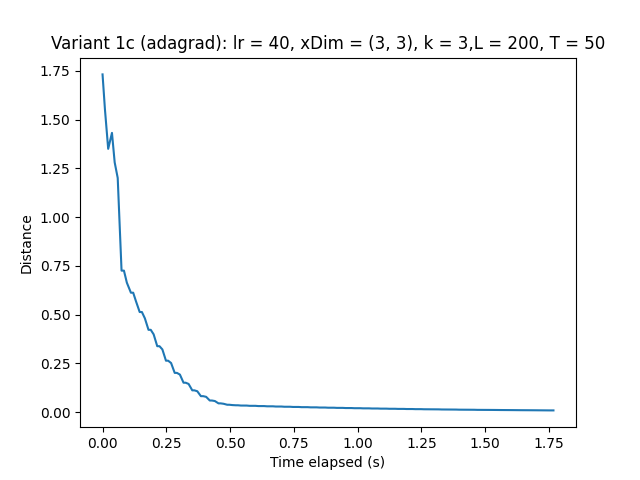 Variant 1c (adagrad): lr = 40, xDim = (3, 3), k = 3,L = 200, T = 50
1.75
1.50
1.25
1.00
0.75
0.50
0.25
0.00
Distance
0.00 0.25 0.50 0.75 1.00 1.25 1.50 1.75
Time elapsed (s)